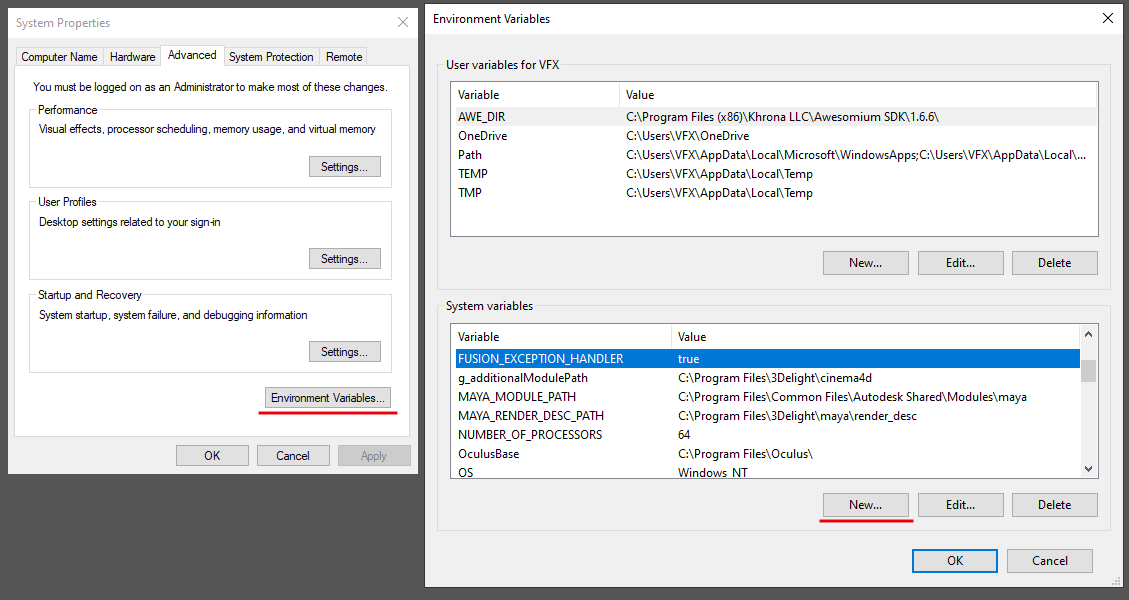 System Properties
Computer Name Hardware Advanced System Protection Remote
You must be logged on as an Administrator to make most of these changes.
Performance
Visual effects, processor scheduling, memory usage, and virtual memory
Settings...
User Profiles
Desktop settings related to your sign-in
Settings...
Startup and Recovery
System startup, system failure, and debugging information
Settings...
Environment Variables...
OK Cancel Apply
Environment Variables
User variables for VFX
Variable Value
AWE_DIR C:\Program Files (x86)\Khrona LLC\Awesomium SDK\1.6.6\
OneDrive C:\Users\VFX\OneDrive
Path C:\Users\VFX\AppData\Local\Microsoft\WindowsApps;C:\Users\VFX\AppData\Local\...
TEMP C:\Users\VFX\AppData\Local\Temp
TMP C:\Users\VFX\AppData\Local\Temp
New... Edit... Delete
System variables
Variable Value
FUSION_EXCEPTION_HANDLER true
g_additionalModulePath C:\Program Files\3Delight\cinema4d
MAYA_MODULE_PATH C:\Program Files\Common Files\Autodesk Shared\Modules\maya
MAYA_RENDER_DESC_PATH C:\Program Files\3Delight\maya\render_desc
NUMBER_OF_PROCESSORS 64
OculusBase C:\Program Files\Oculus\
OS Windows_NT
New... Edit... Delete
OK Cancel